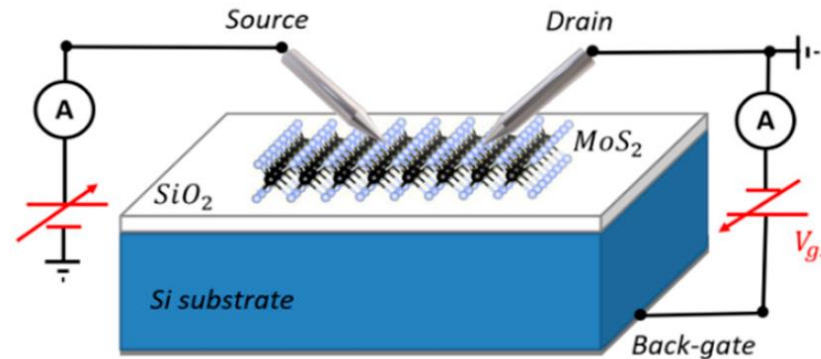 Source
Drain
A
A
MoS₂
SiO₂
Si substrate
Back-gate